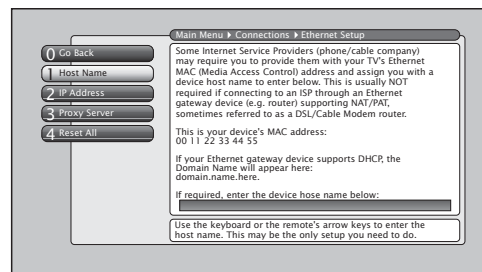 Main Menu ▶ Connections ▶ Ethernet Setup
0 Go Back
1 Host Name
2 IP Address
3 Proxy Server
4 Reset All
Some Internet Service Providers (phone/cable company)
may require you to provide them with your TV's Ethernet
MAC (Media Access Control) address and assign you with a
device host name to enter below. This is usually NOT
required if connecting to an ISP through an Ethernet
gateway device (e.g. router) supporting NAT/PAT,
sometimes referred to as a DSL/Cable Modem router.
This is your device's MAC address:
00 11 22 33 44 55
If your Ethernet gateway device supports DHCP, the
Domain Name will appear here:
domain.name.here.
If required, enter the device hose name below:
Use the keyboard or the remote's arrow keys to enter the
host name. This may be the only setup you need to do.